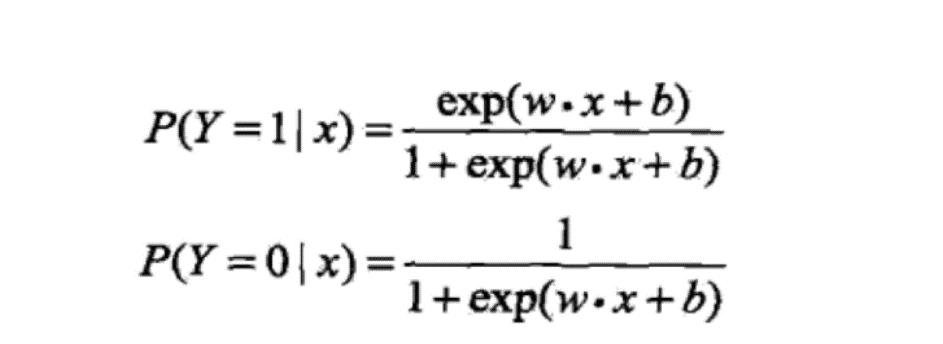 P(Y=1|x) = exp(w·x+b) / 1+exp(w·x+b)
P(Y=0|x) = 1 / 1+exp(w·x+b)